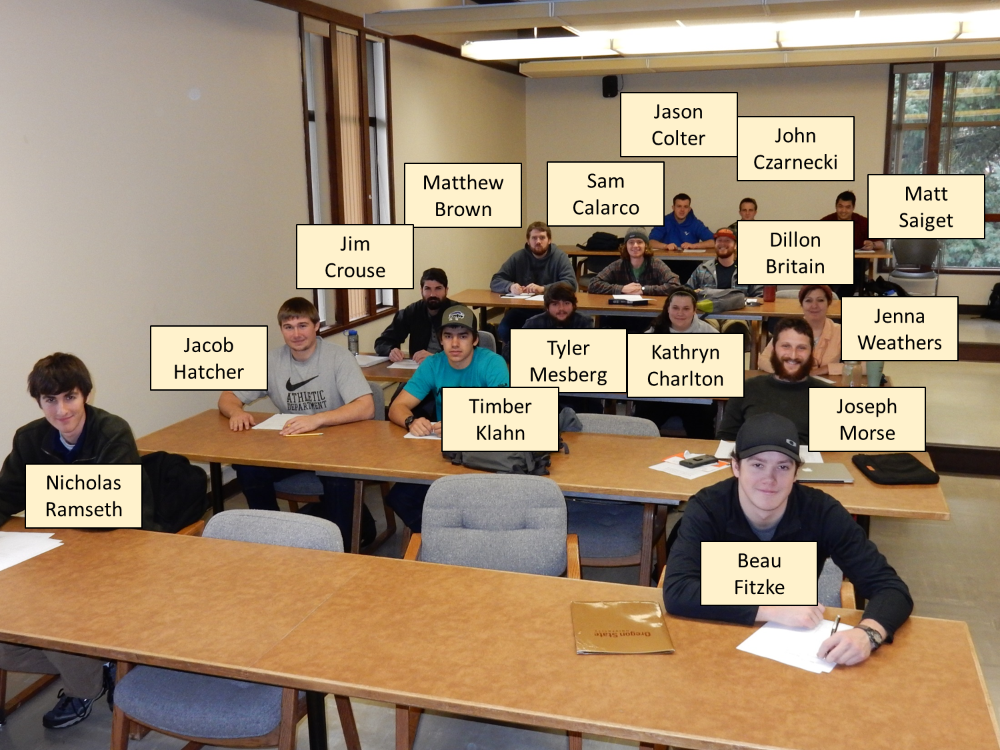 Jason
Colter
John
Czarnecki
Matthew
Brown
Sam
Calarco
Matt
Saiget
Jim
Crouse
Dillon
Britain
Jacob
Hatcher
Tyler
Mesberg
Kathryn
Charlton
Jenna
Weathers
Timber
Klahn
Joseph
Morse
Nicholas
Ramseth
Beau
Fitzke
ATHLETIC
DEPARTMENT
Oregon State
UNIVERSITY